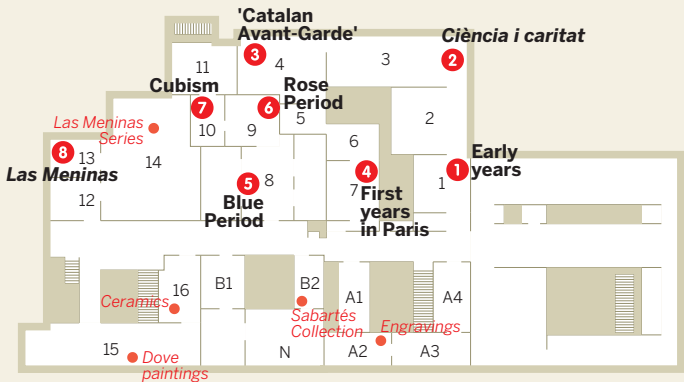 'Catalan
Avant-Garde'
3
4
3
Ciència i caritat
2
11
Cubism
7
6
Rose
Period
5
10
9
2
Las Meninas
Series
14
6
8
13
Las Meninas
12
5
8
Blue
Period
4
7
First
years
in Paris
1
1
Early
years
16
Ceramics
B1
B2
Sabartés
Collection
A1
A4
Engravings
15
Dove
paintings
N
A2
A3